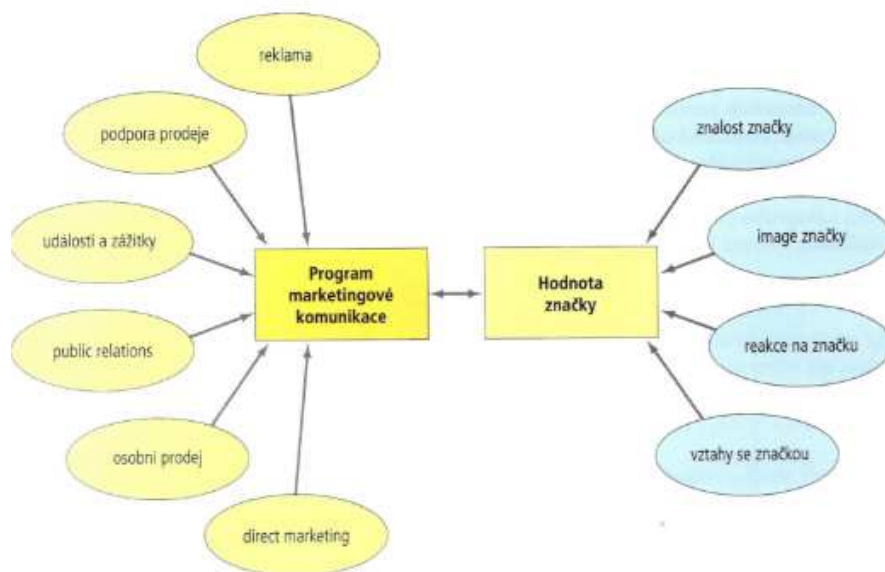 reklama
podpora prodeje
události a zážitky
public relations
osobní prodej
direct marketing
Program
marketingové
komunikace
Hodnota
značky
znalost značky
image značky
reakce na značku
vztahy se značkou